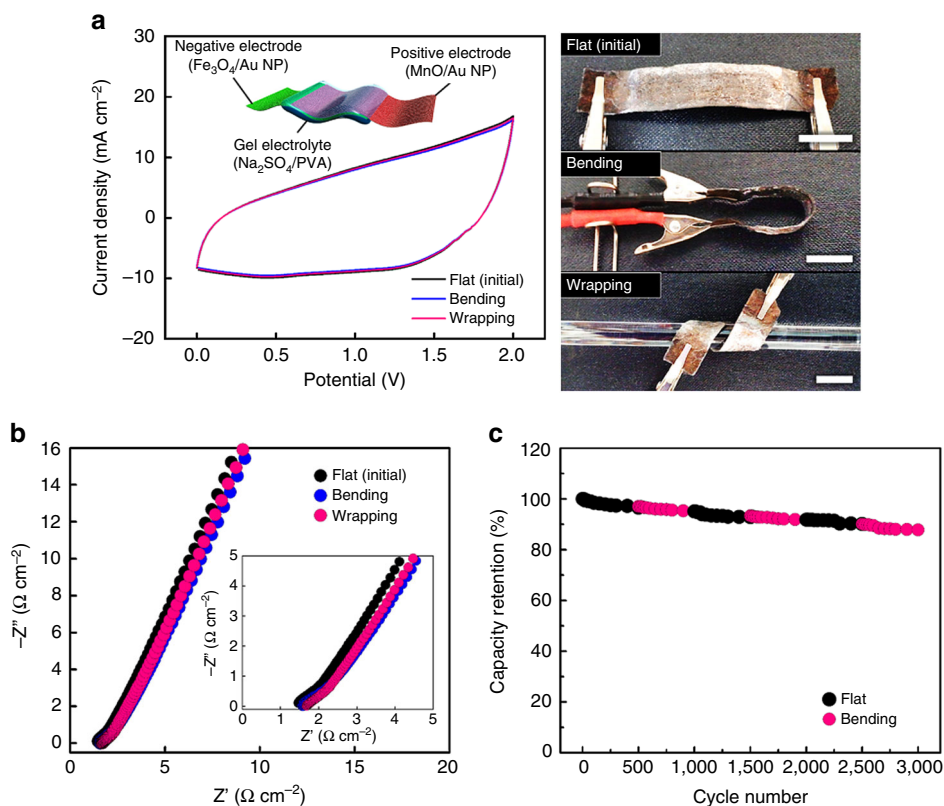 a
30
20
10
0
−10
−20
Current density (mA cm−2)
Negative electrode
(Fe3O4/Au NP)
Positive electrode
(MnO/Au NP)
Gel electrolyte
(Na2SO4/PVA)
Flat (initial)
Bending
Wrapping
0.0 0.5 1.0 1.5 2.0
Potential (V)
Flat (initial)
Bending
Wrapping
b
16
14
12
10
8
6
4
2
0
−Z″ (Ω cm−2)
Flat (initial)
Bending
Wrapping
5
4
3
2
1
0
−Z″ (Ω cm−2)
0 1 2 3 4 5
Z′ (Ω cm−2)
0 5 10 15 20
Z′ (Ω cm−2)
c
120
100
80
60
40
20
0
Capacity retention (%)
Flat
Bending
0 500 1,000 1,500 2,000 2,500 3,000
Cycle number